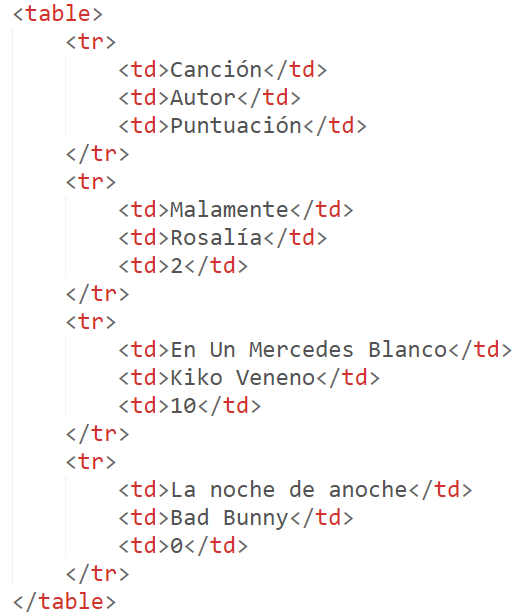 <table>
    <tr>
        <td>Canción</td>
        <td>Autor</td>
        <td>Puntuación</td>
    </tr>
    <tr>
        <td>Malamente</td>
        <td>Rosalía</td>
        <td>2</td>
    </tr>
    <tr>
        <td>En Un Mercedes Blanco</td>
        <td>Kiko Veneno</td>
        <td>10</td>
    </tr>
    <tr>
        <td>La noche de anoche</td>
        <td>Bad Bunny</td>
        <td>0</td>
    </tr>
</table>